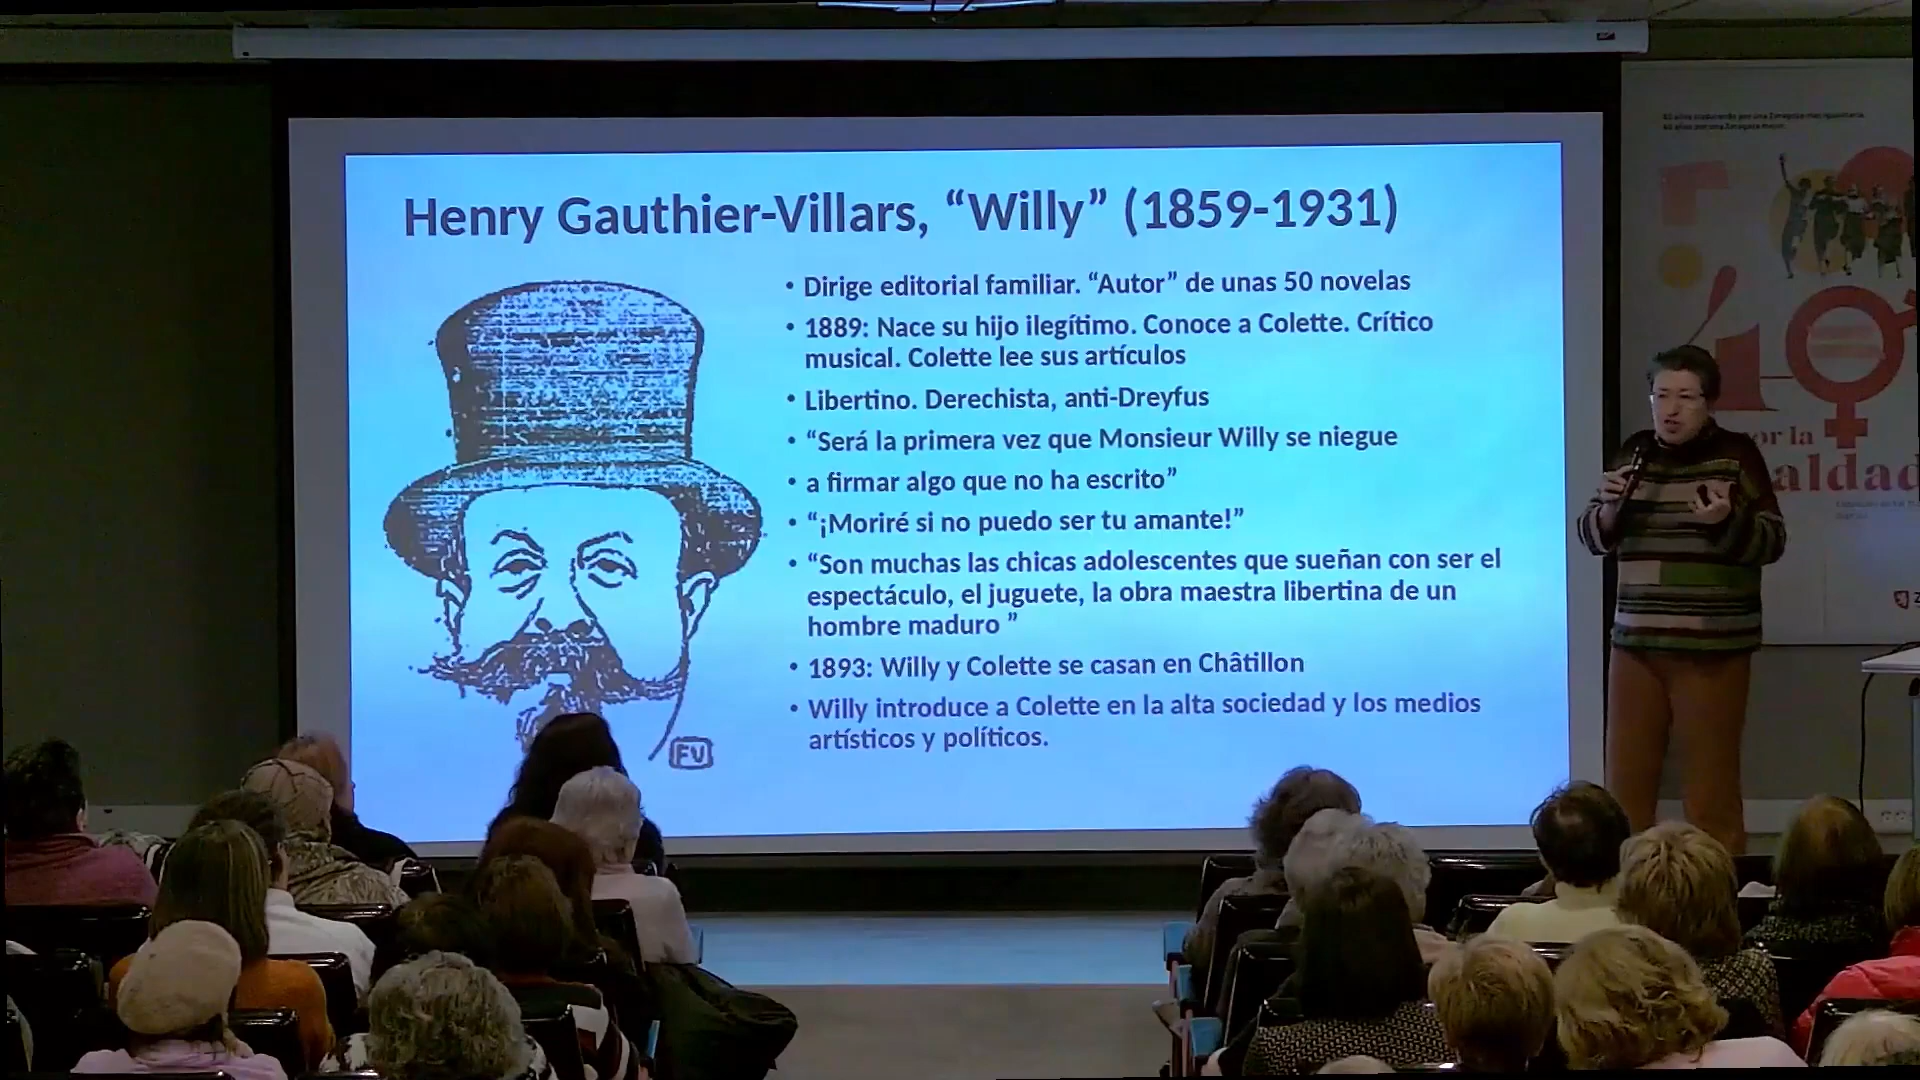 Henry Gauthier-Villars, “Willy” (1859-1931)
• Dirige editorial familiar. “Autor” de unas 50 novelas
• 1889: Nace su hijo ilegítimo. Conoce a Colette. Crítico
musical. Colette lee sus artículos
• Libertino. Derechista, anti-Dreyfus
• “Será la primera vez que Monsieur Willy se niegue
• a firmar algo que no ha escrito”
• “¡Moriré si no puedo ser tu amante!”
• “Son muchas las chicas adolescentes que sueñan con ser el
espectáculo, el juguete, la obra maestra libertina de un
hombre maduro ”
• 1893: Willy y Colette se casan en Châtillon
• Willy introduce a Colette en la alta sociedad y los medios
artísticos y políticos.
FV
40
or la
aldad